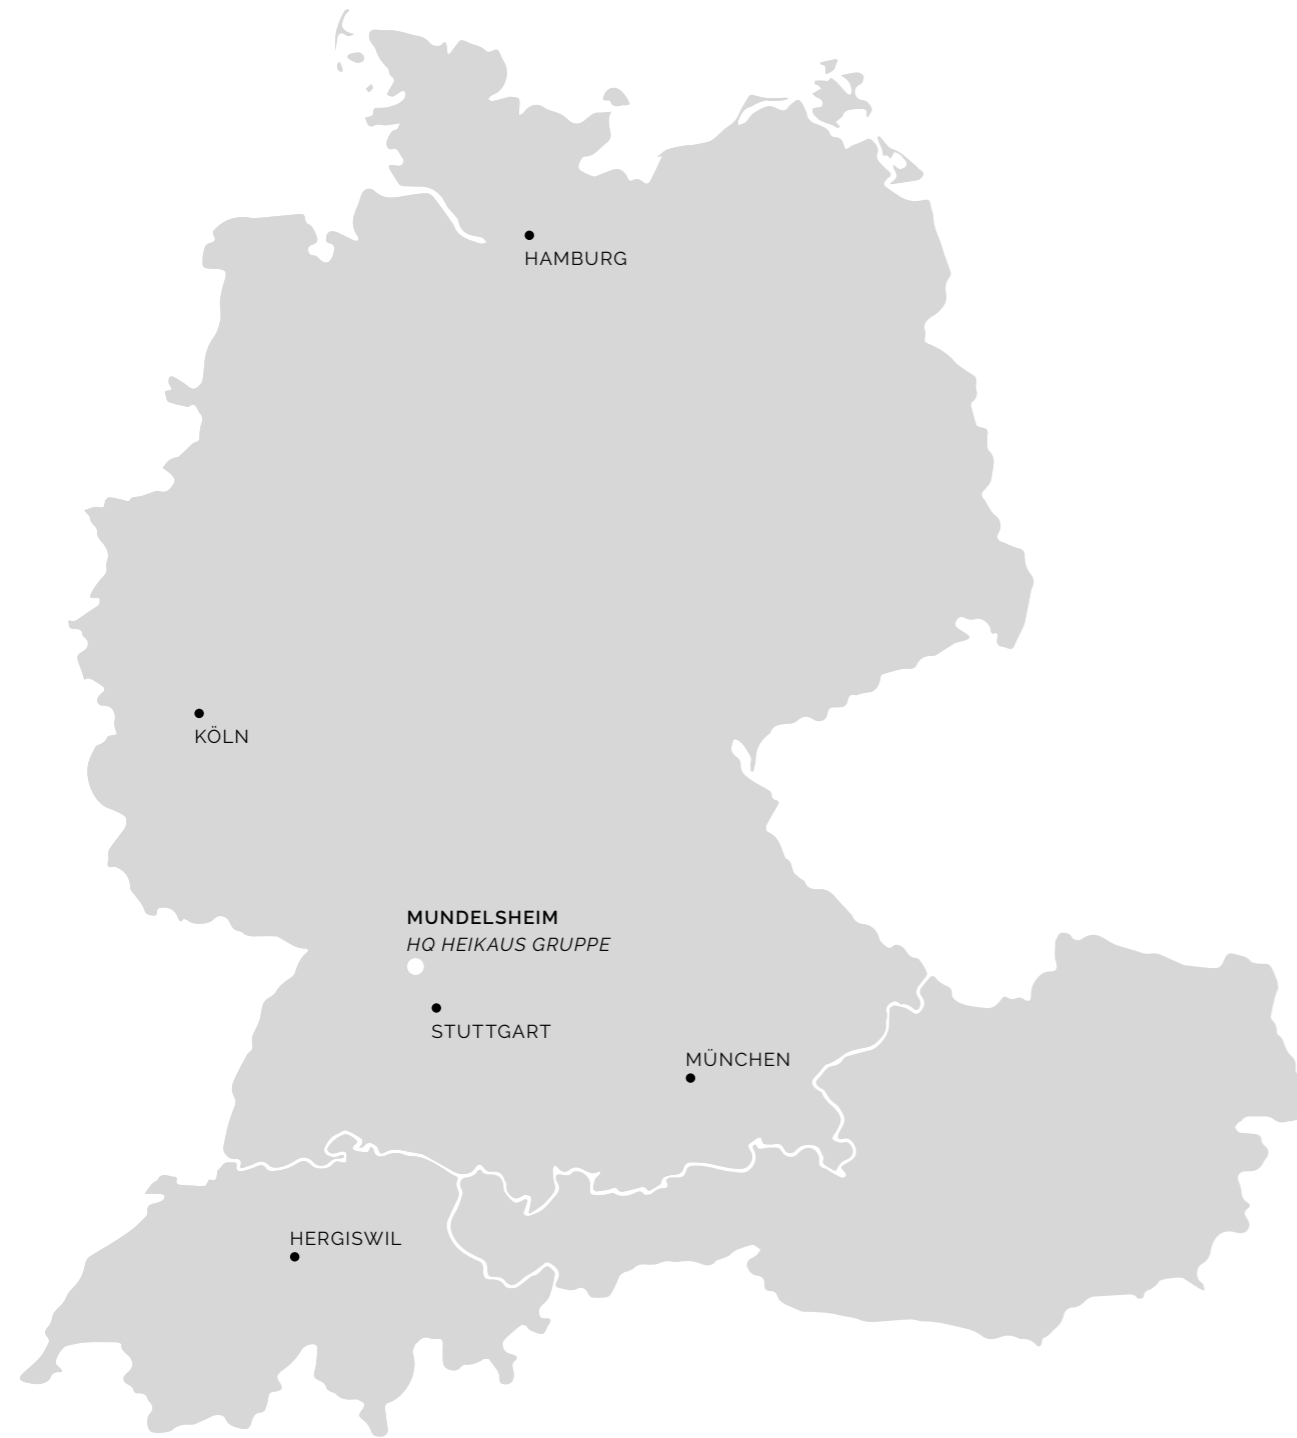 HAMBURG
KÖLN
MUNDELSHEIM
HQ HEIKAUS GRUPPE
STUTTGART
MÜNCHEN
HERGISWIL